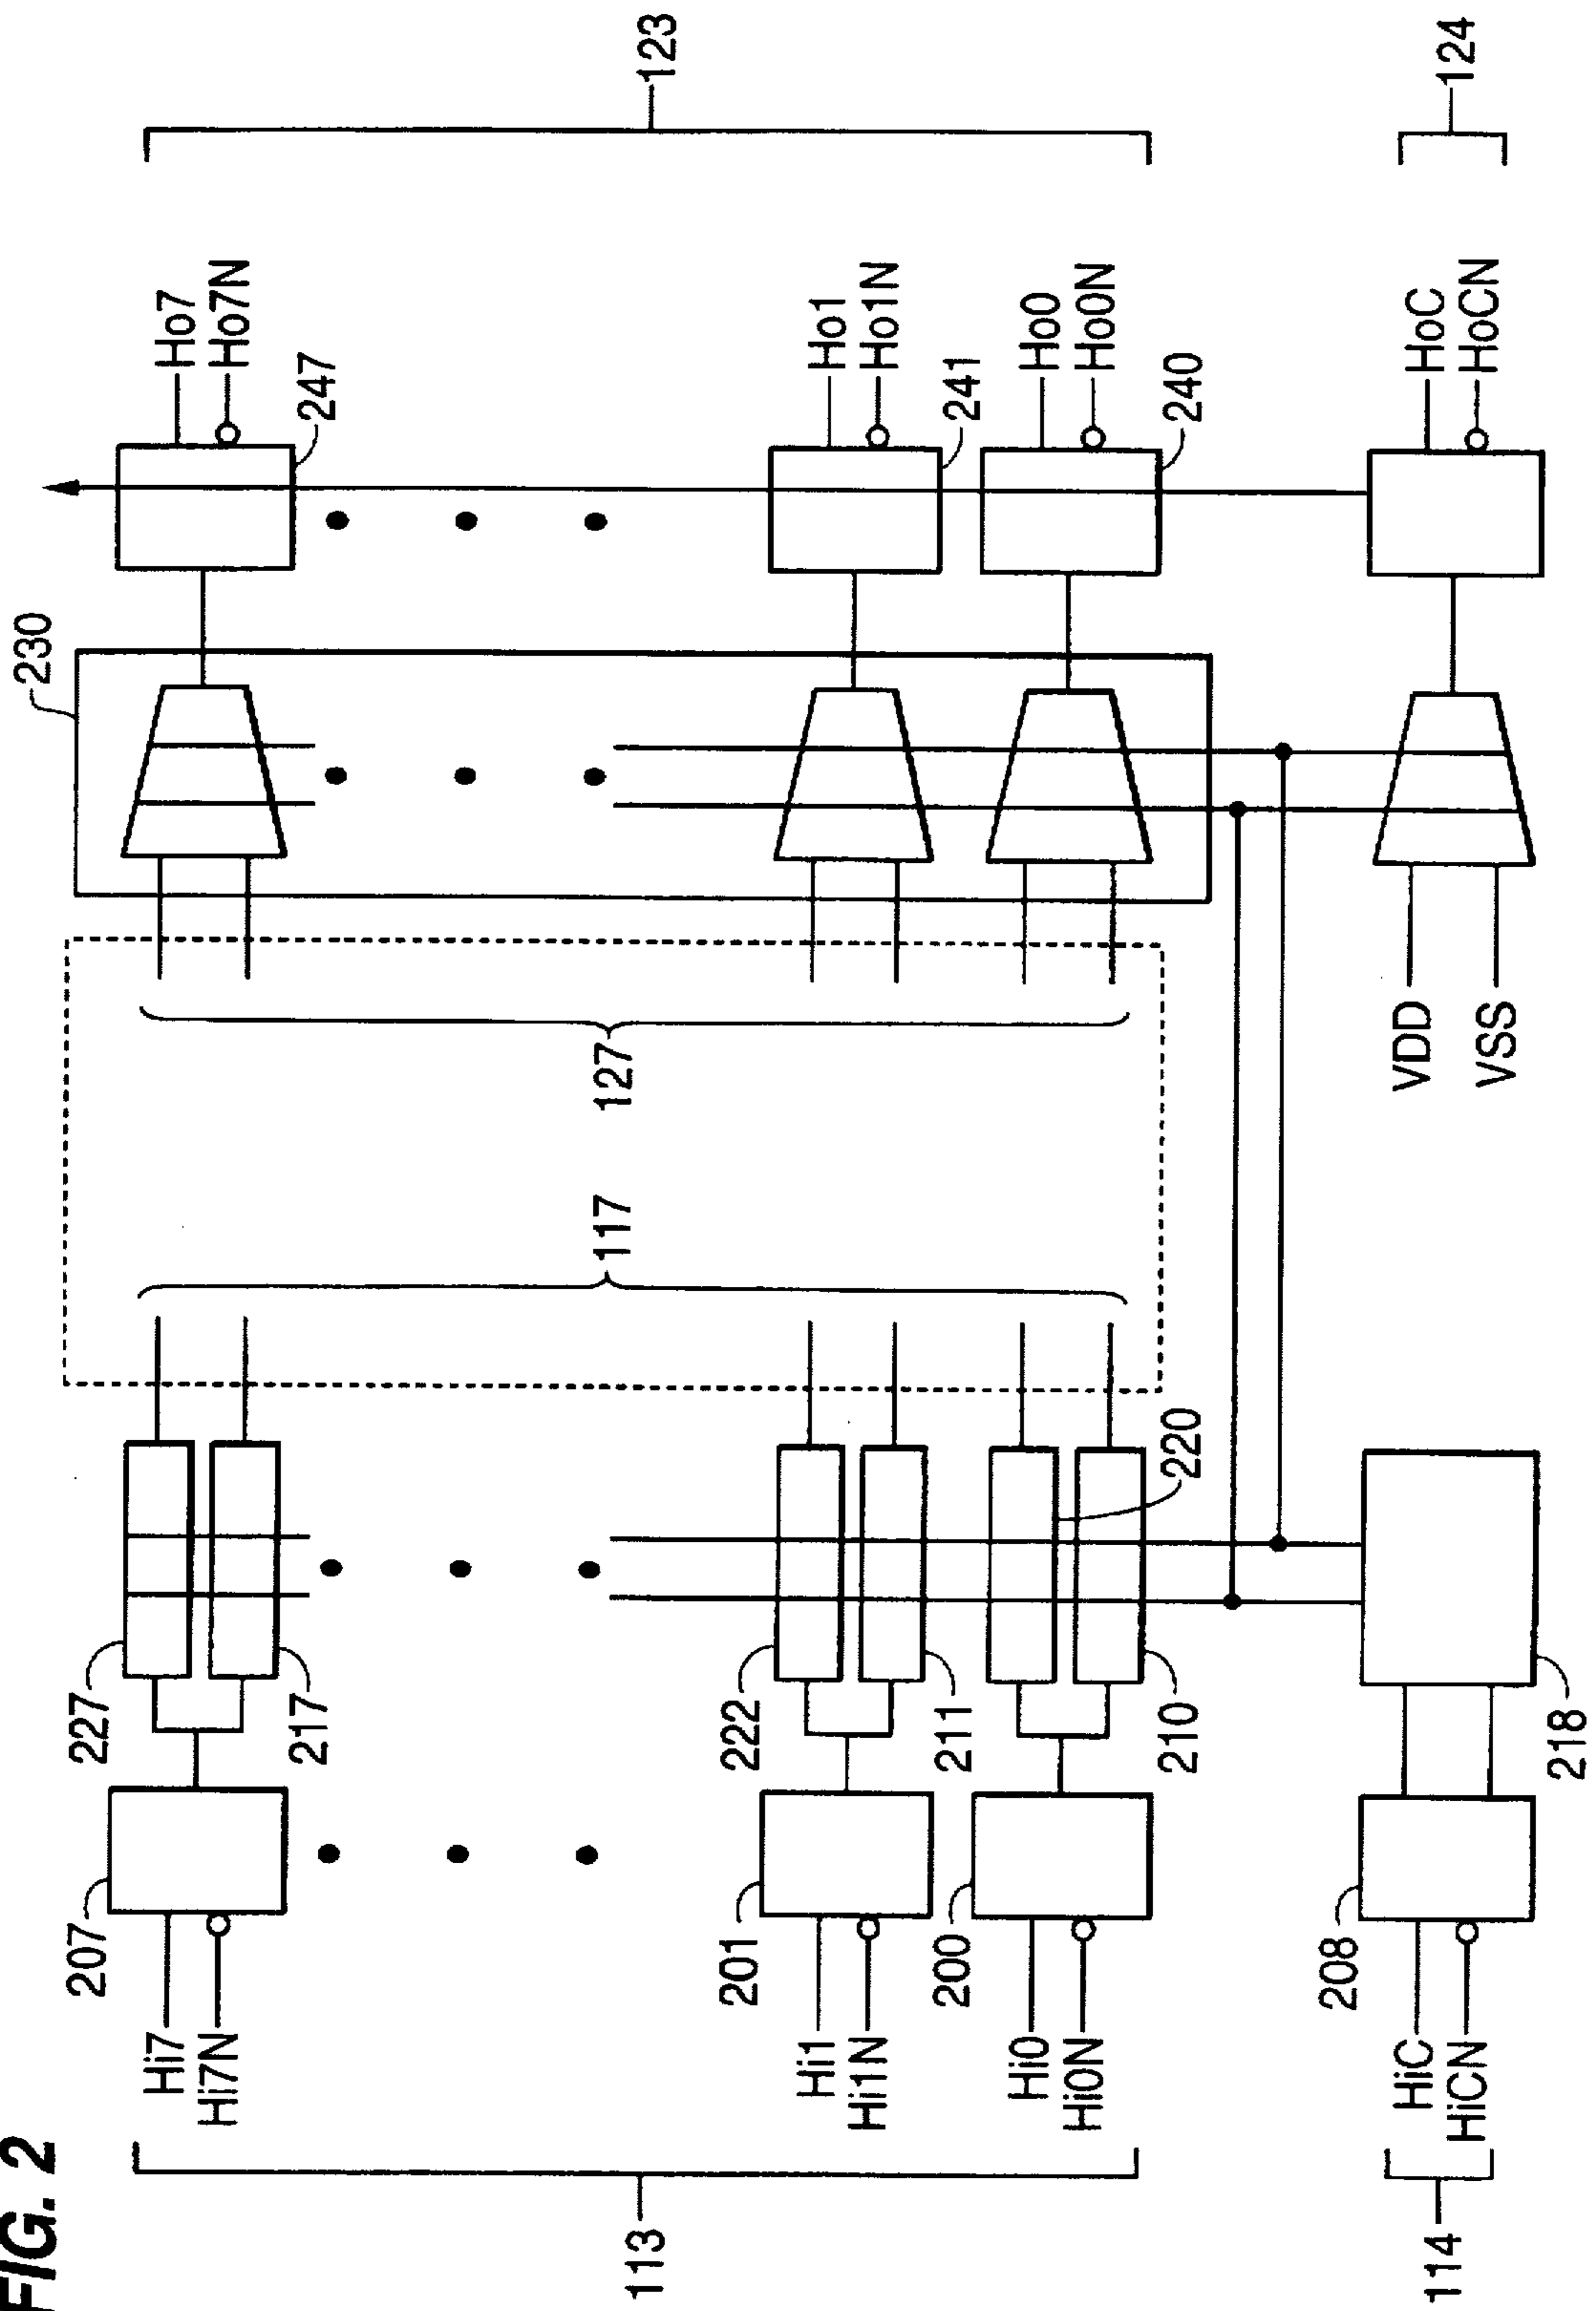 FIG. 2
230
Ho7
Ho7N
247
123
227
217
207
Hi7
Hi7N
113
117
127
Ho1
Ho1N
241
222
211
201
Hi1
Hi1N
Ho0
Ho0N
240
220
210
200
Hi0
Hi0N
HoC
HoCN
124
VDD
VSS
218
208
HiC
HiCN
114